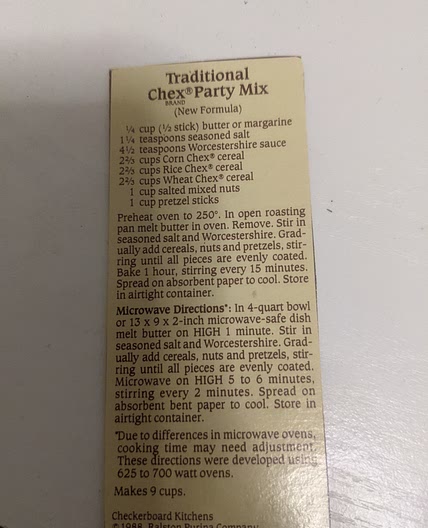 Traditional
Chex® Party Mix
BRAND
(New Formula)
¼ cup (½ stick) butter or margarine
1¼ teaspoons seasoned salt
4½ teaspoons Worcestershire sauce
2⅔ cups Corn Chex® cereal
2⅔ cups Rice Chex® cereal
2⅔ cups Wheat Chex® cereal
1 cup salted mixed nuts
1 cup pretzel sticks
Preheat oven to 250°. In open roasting
pan melt butter in oven. Remove. Stir in
seasoned salt and Worcestershire. Grad-
ually add cereals, nuts and pretzels, stir-
ring until all pieces are evenly coated.
Bake 1 hour, stirring every 15 minutes.
Spread on absorbent paper to cool. Store
in airtight container.
Microwave Directions*: In 4-quart bowl
or 13 x 9 x 2-inch microwave-safe dish
melt butter on HIGH 1 minute. Stir in
seasoned salt and Worcestershire. Grad-
ually add cereals, nuts and pretzels, stir-
ring until all pieces are evenly coated.
Microwave on HIGH 5 to 6 minutes,
stirring every 2 minutes. Spread on
absorbent bent paper to cool. Store in
airtight container.
*Due to differences in microwave ovens,
cooking time may need adjustment.
These directions were developed using
625 to 700 watt ovens.
Makes 9 cups.
Checkerboard Kitchens
© 1988, Ralston Purina Company